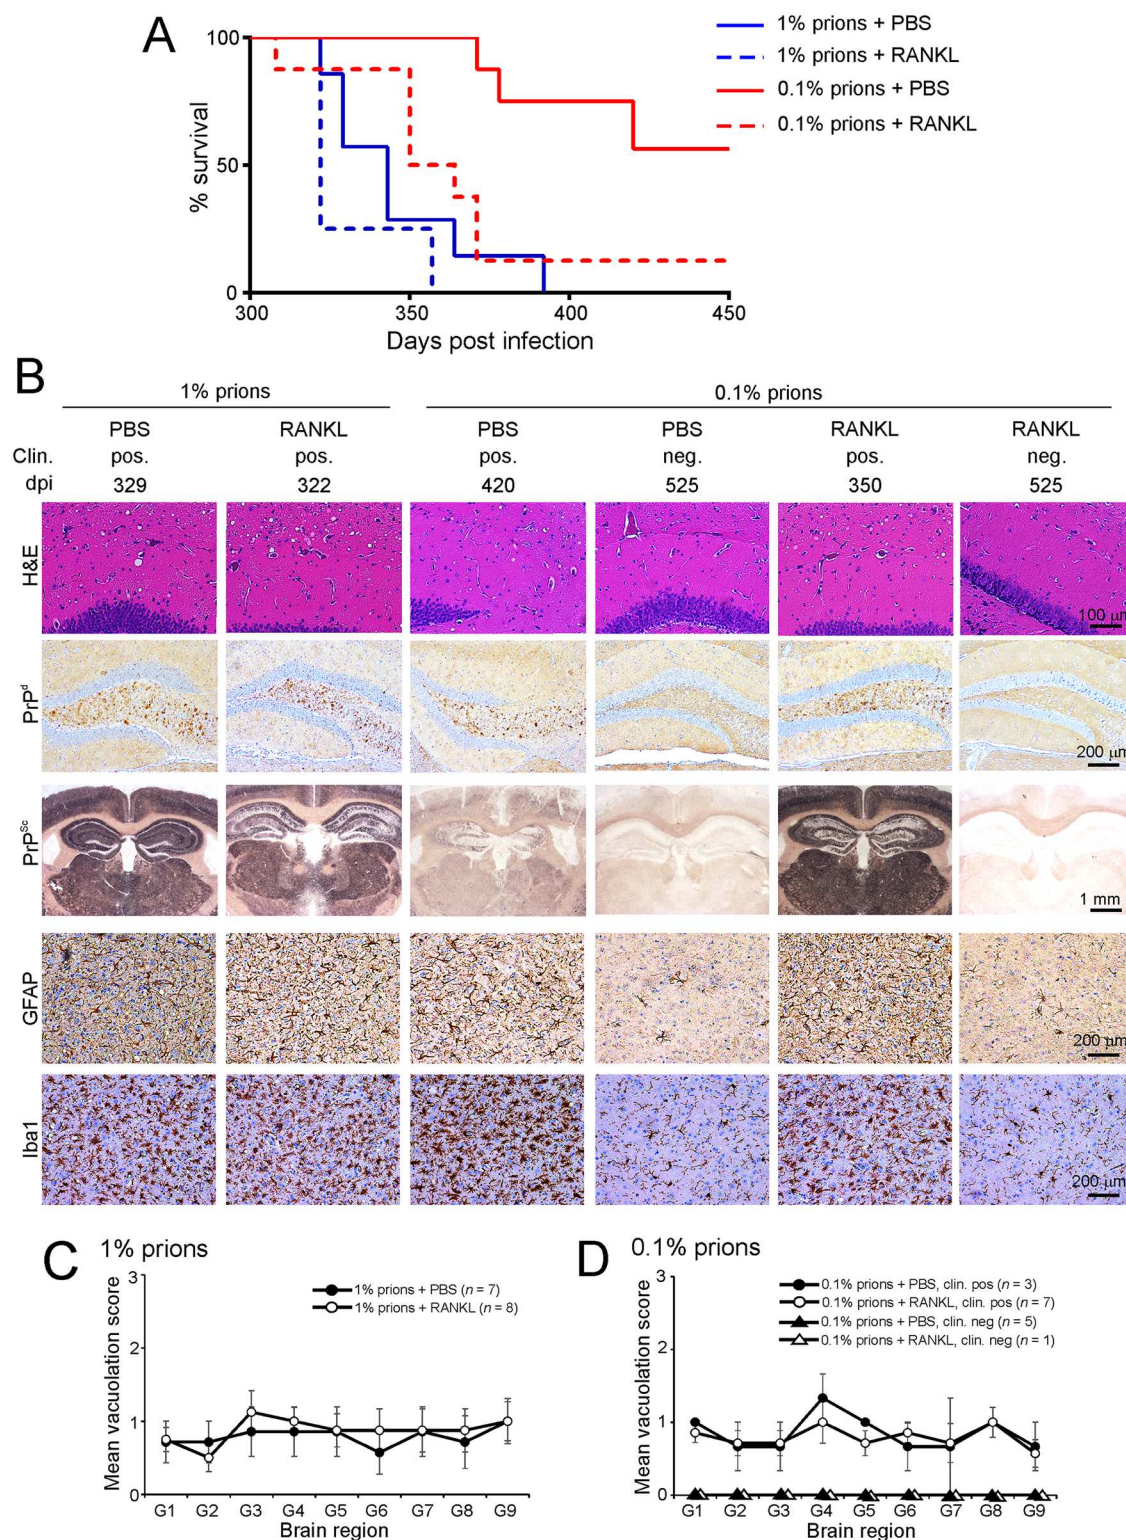 A
1% prions + PBS
1% prions + RANKL
0.1% prions + PBS
0.1% prions + RANKL
100
50
0
% survival
300 350 400 450
Days post infection
B
1% prions 0.1% prions
PBS RANKL PBS PBS RANKL RANKL
Clin. pos. pos. pos. neg. pos. neg.
dpi 329 322 420 525 350 525
H&E
100 µm
PrPd
200 µm
PrPSc
1 mm
GFAP
200 µm
Iba1
200 µm
C 1% prions
3
2
1
0
Mean vacuolation score
1% prions + PBS (n = 7)
1% prions + RANKL (n = 8)
G1 G2 G3 G4 G5 G6 G7 G8 G9
Brain region
D 0.1% prions
3
2
1
0
Mean vacuolation score
0.1% prions + PBS, clin. pos (n = 3)
0.1% prions + RANKL, clin. pos (n = 7)
0.1% prions + PBS, clin. neg (n = 5)
0.1% prions + RANKL, clin. neg (n = 1)
G1 G2 G3 G4 G5 G6 G7 G8 G9
Brain region